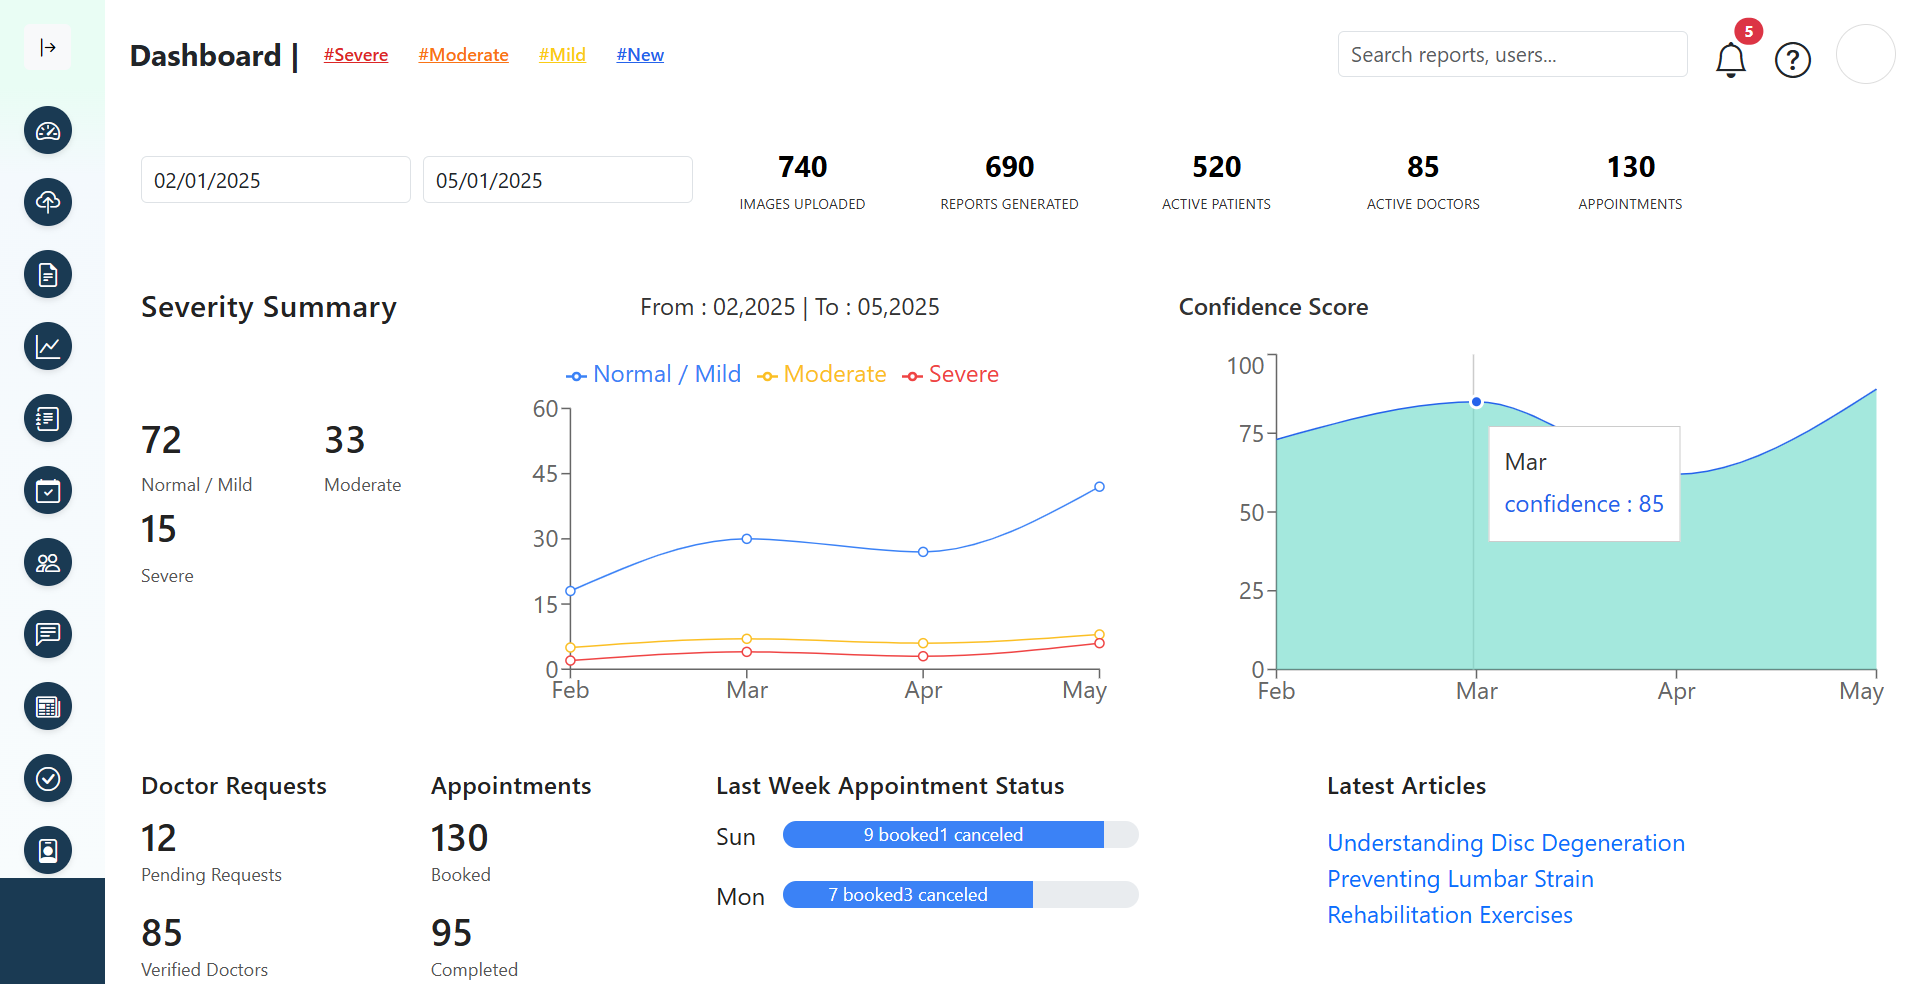 Dashboard | #Severe #Moderate #Mild #New
Search reports, users...
5
?
02/01/2025
05/01/2025
740
IMAGES UPLOADED
690
REPORTS GENERATED
520
ACTIVE PATIENTS
85
ACTIVE DOCTORS
130
APPOINTMENTS
Severity Summary
72
Normal / Mild
33
Moderate
15
Severe
From : 02,2025 | To : 05,2025
Normal / Mild Moderate Severe
60
45
30
15
0
Feb Mar Apr May
Confidence Score
100
75
50
25
0
Feb Mar Apr May
Mar
confidence : 85
Doctor Requests
12
Pending Requests
85
Verified Doctors
Appointments
130
Booked
95
Completed
Last Week Appointment Status
Sun 9 booked1 canceled
Mon 7 booked3 canceled
Latest Articles
Understanding Disc Degeneration
Preventing Lumbar Strain
Rehabilitation Exercises